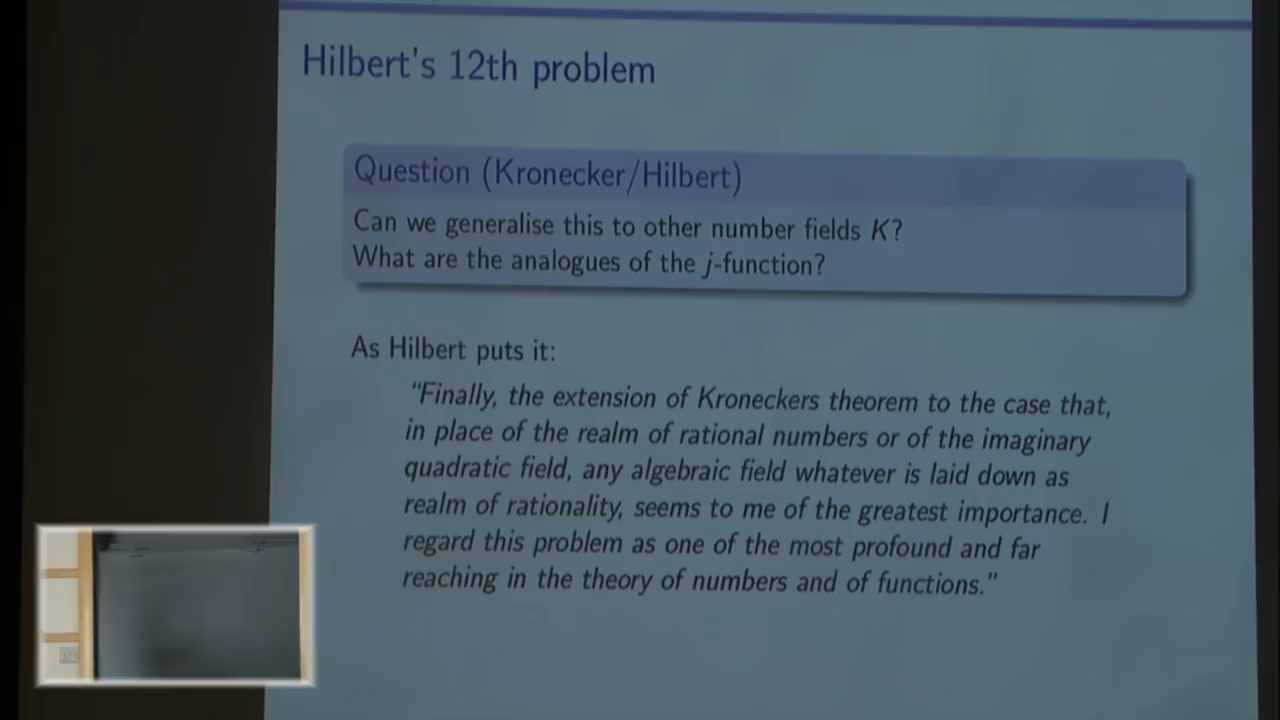 Hilbert's 12th problem
Question (Kronecker/Hilbert)
Can we generalise this to other number fields K?
What are the analogues of the j-function?
As Hilbert puts it:
"Finally, the extension of Kroneckers theorem to the case that,
in place of the realm of rational numbers or of the imaginary
quadratic field, any algebraic field whatever is laid down as
realm of rationality, seems to me of the greatest importance. I
regard this problem as one of the most profound and far
reaching in the theory of numbers and of functions."